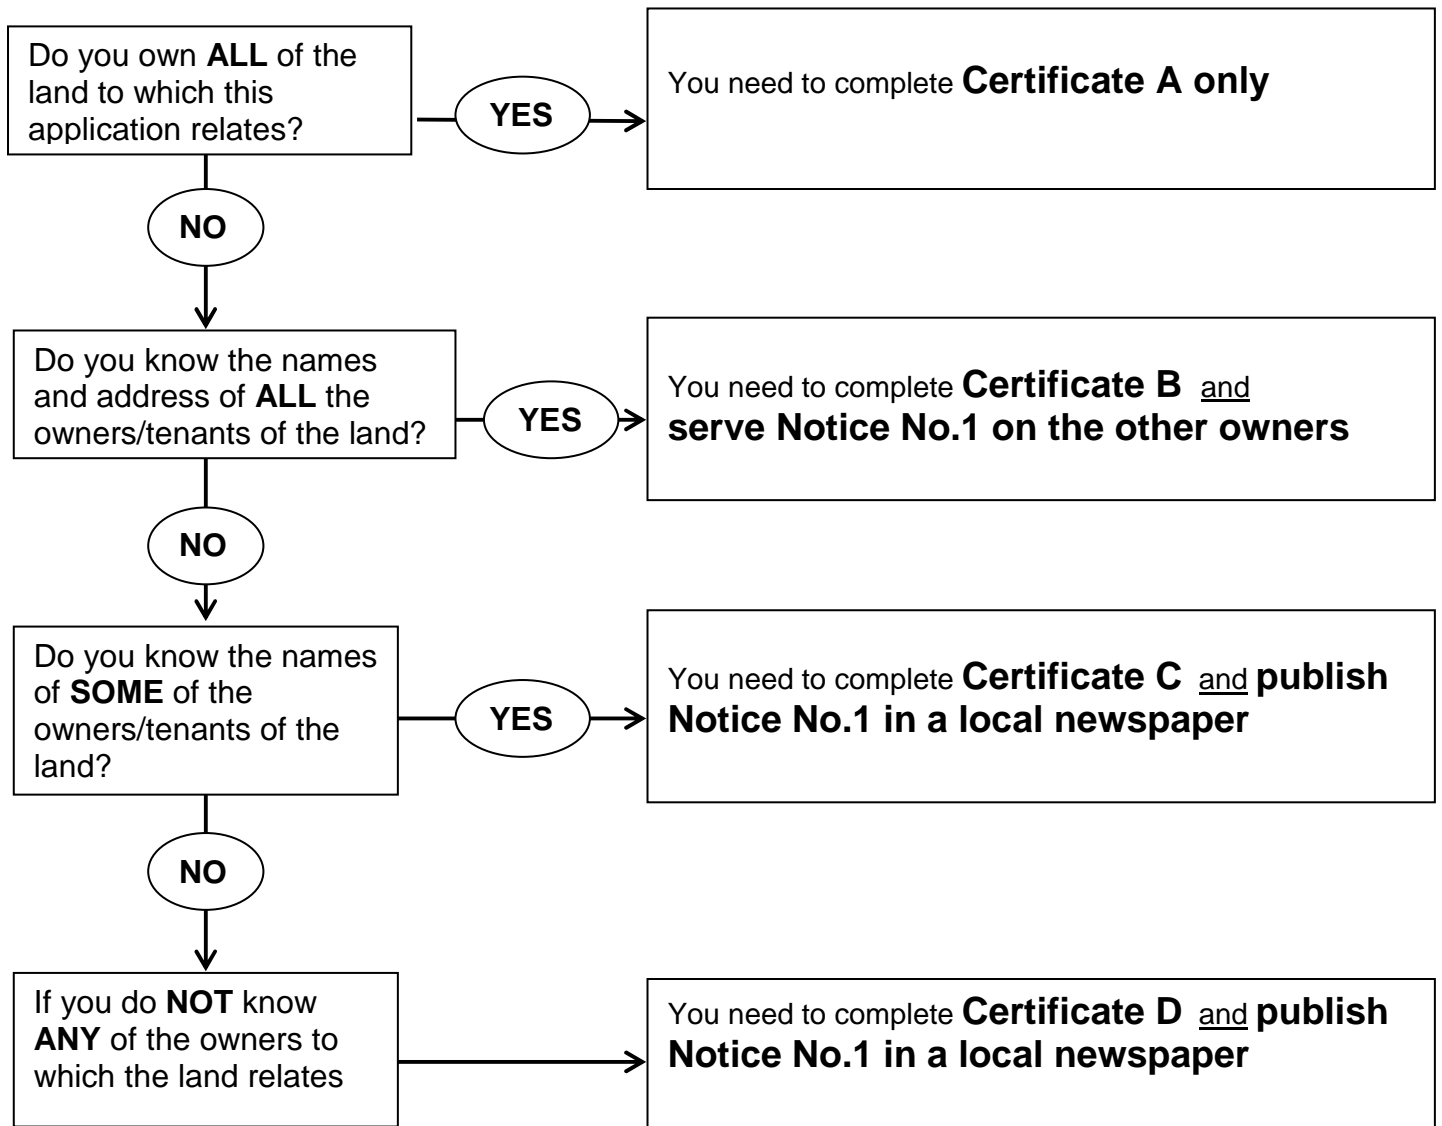 Do you own ALL of the
land to which this
application relates?
YES
You need to complete Certificate A only
NO
Do you know the names
and address of ALL the
owners/tenants of the land?
YES
You need to complete Certificate B and
serve Notice No.1 on the other owners
NO
Do you know the names
of SOME of the
owners/tenants of the
land?
YES
You need to complete Certificate C and publish
Notice No.1 in a local newspaper
NO
If you do NOT know
ANY of the owners to
which the land relates
You need to complete Certificate D and publish
Notice No.1 in a local newspaper